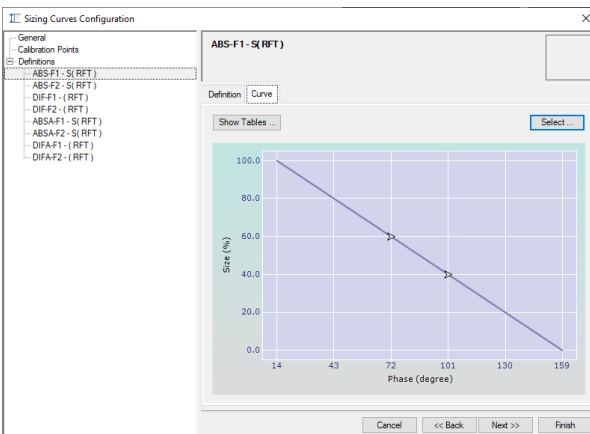 Sizing Curves Configuration
General
Calibration Points
Definitions
ABS-F1 - S( RFT )
ABS-F2 - S( RFT )
DIF-F1 - ( RFT )
DIF-F2 - ( RFT )
ABSA-F1 - S( RFT )
ABSA-F2 - S( RFT )
DIFA-F1 - ( RFT )
DIFA-F2 - ( RFT )
ABS-F1 - S( RFT )
Definition Curve
Show Tables ... Select ...
100.0
80.0
60.0
40.0
20.0
0.0
Size (%)
14 43 72 101 130 159
Phase (degree)
Cancel << Back Next >> Finish